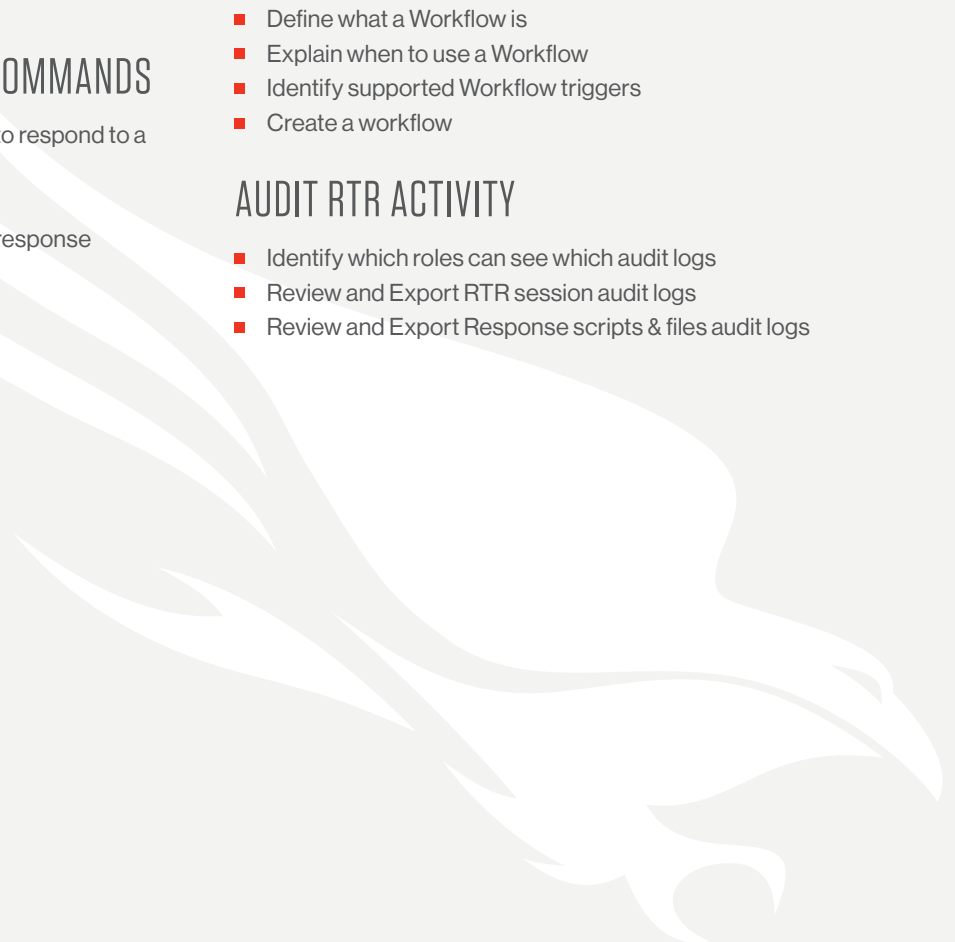 OMMANDS
to respond to a
response
Define what a Workflow is
Explain when to use a Workflow
Identify supported Workflow triggers
Create a workflow
AUDIT RTR ACTIVITY
Identify which roles can see which audit logs
Review and Export RTR session audit logs
Review and Export Response scripts & files audit logs